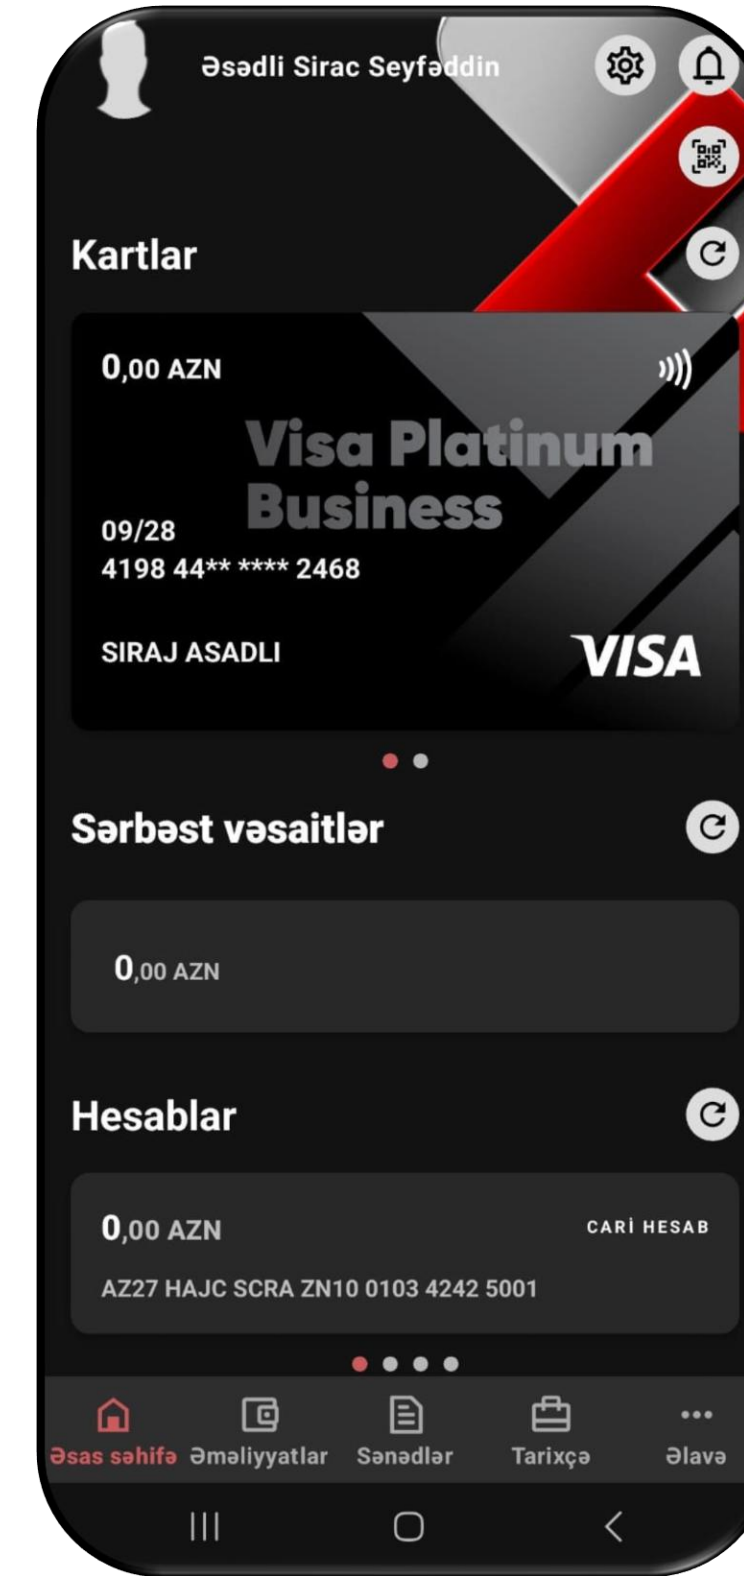 Əsədli Sirac Seyfəddin
Kartlar
0,00 AZN
Visa Platinum
Business
09/28
4198 44** **** 2468
SIRAJ ASADLI
VISA
Sərbəst vəsaitlər
0,00 AZN
Hesablar
0,00 AZN
CARİ HESAB
AZ27 HAJC SCRA ZN10 0103 4242 5001
Əsas səhifə Əməliyyatlar Sənədlər Tarixçə Əlavə